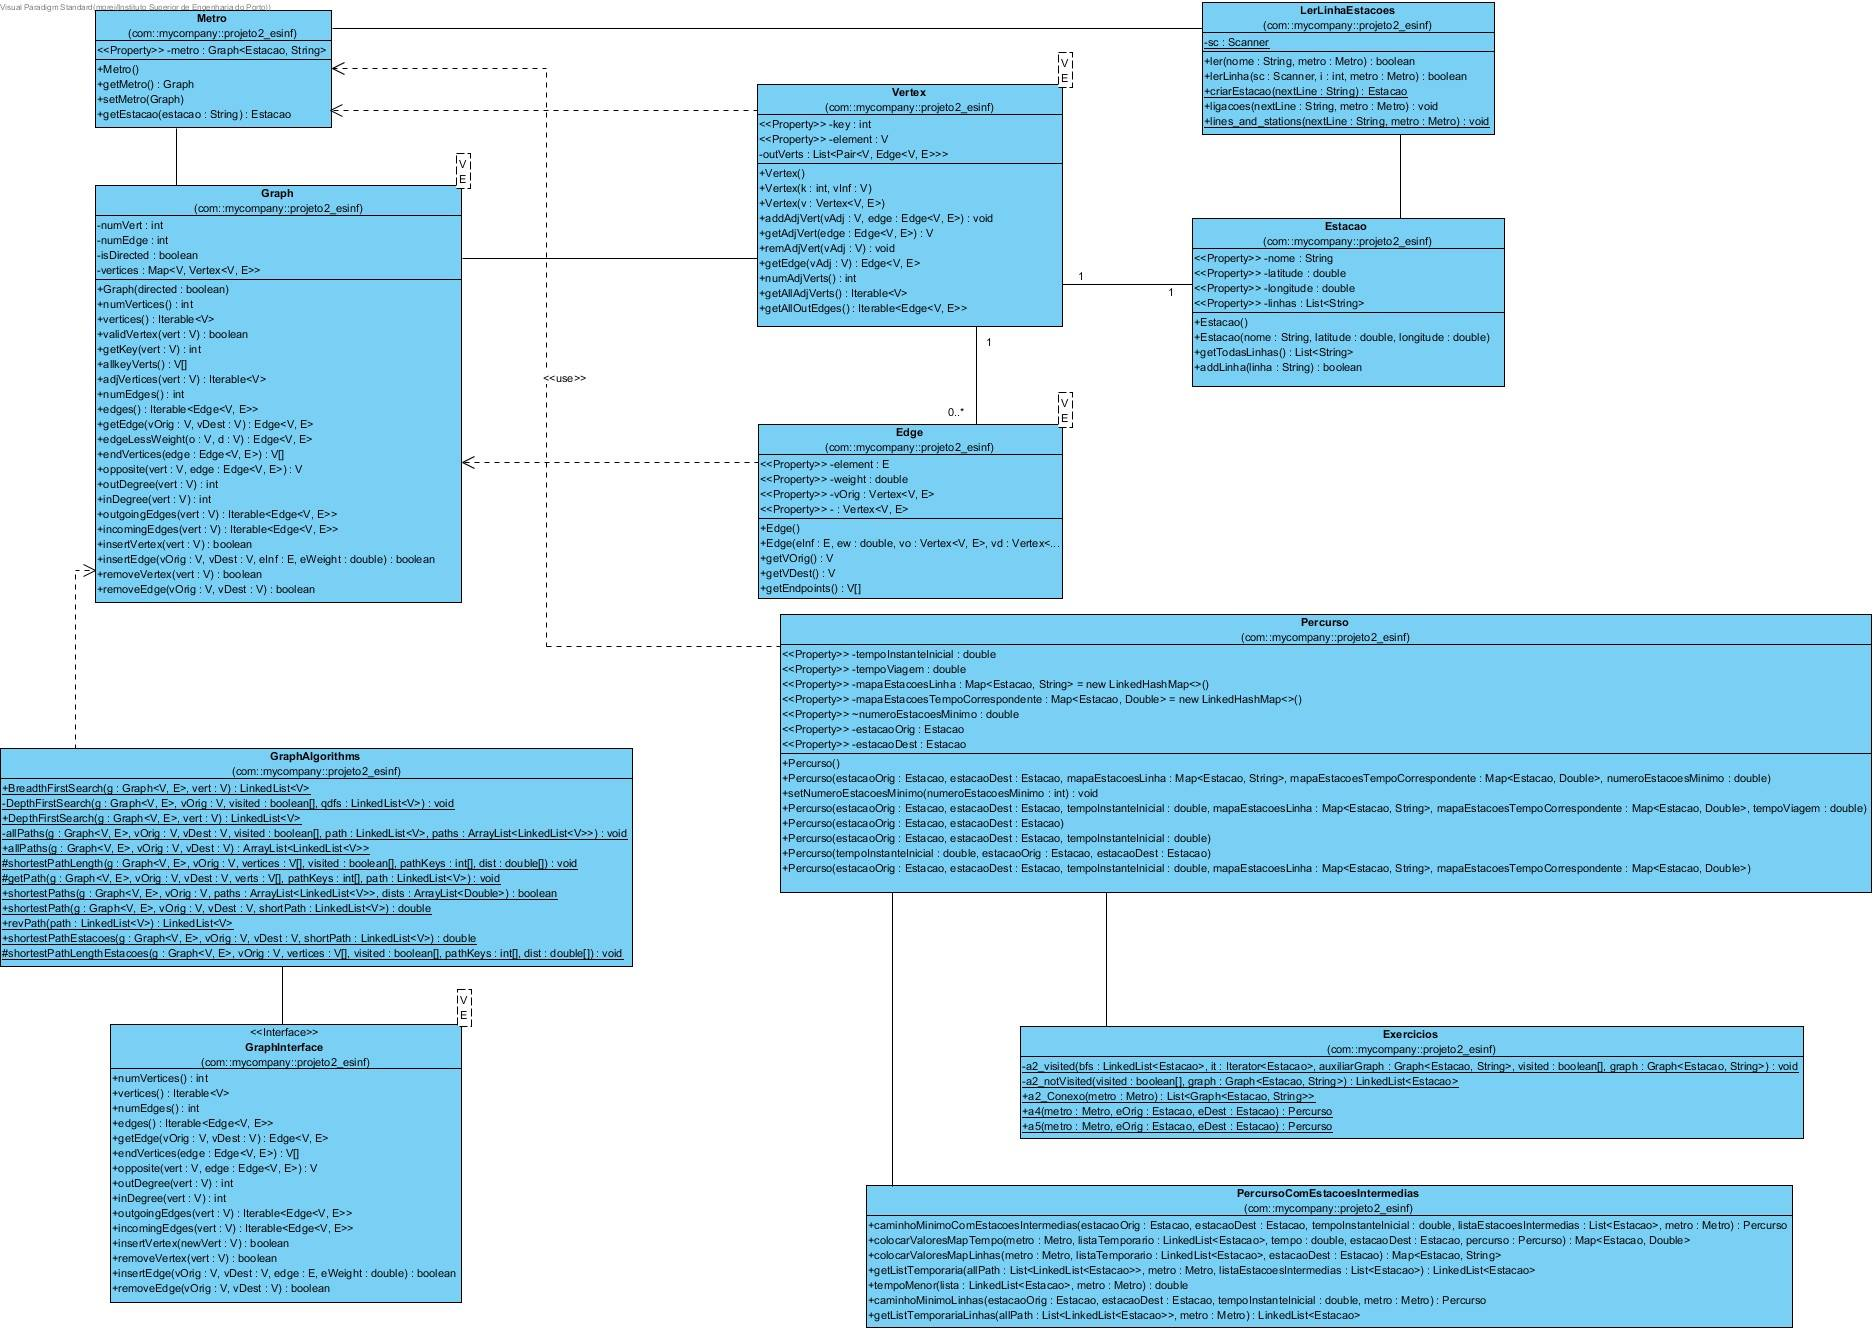 Visual Paradigm Standard(morei(Instituto Superior de Engenharia do Porto))
Metro
(com::mycompany::projeto2_esinf)
<<Property>> -metro : Graph<Estacao, String>
+Metro()
+getMetro() : Graph
+setMetro(Graph)
+getEstacao(estacao : String) : Estacao
LerLinhaEstacoes
(com::mycompany::projeto2_esinf)
-sc : Scanner
+ler(nome : String, metro : Metro) : boolean
+lerLinha(sc : Scanner, i : int, metro : Metro) : boolean
+criarEstacao(nextLine : String) : Estacao
+ligacoes(nextLine : String, metro : Metro) : void
+lines_and_stations(nextLine : String, metro : Metro) : void
V
E
Vertex
(com::mycompany::projeto2_esinf)
<<Property>> -key : int
<<Property>> -element : V
-outVerts : List<Pair<V, Edge<V, E>>>
+Vertex()
+Vertex(k : int, vInf : V)
+Vertex(v : Vertex<V, E>)
+addAdjVert(vAdj : V, edge : Edge<V, E>) : void
+getAdjVert(edge : Edge<V, E>) : V
+remAdjVert(vAdj : V) : void
+getEdge(vAdj : V) : Edge<V, E>
+numAdjVerts() : int
+getAllAdjVerts() : Iterable<V>
+getAllOutEdges() : Iterable<Edge<V, E>>
V
E
Graph
(com::mycompany::projeto2_esinf)
-numVert : int
-numEdge : int
-isDirected : boolean
-vertices : Map<V, Vertex<V, E>>
+Graph(directed : boolean)
+numVertices() : int
+vertices() : Iterable<V>
+validVertex(vert : V) : boolean
+getKey(vert : V) : int
+allkeyVerts() : V[]
+adjVertices(vert : V) : Iterable<V>
+numEdges() : int
+edges() : Iterable<Edge<V, E>>
+getEdge(vOrig : V, vDest : V) : Edge<V, E>
+edgeLessWeight(o : V, d : V) : Edge<V, E>
+endVertices(edge : Edge<V, E>) : V[]
+opposite(vert : V, edge : Edge<V, E>) : V
+outDegree(vert : V) : int
+inDegree(vert : V) : int
+outgoingEdges(vert : V) : Iterable<Edge<V, E>>
+incomingEdges(vert : V) : Iterable<Edge<V, E>>
+insertVertex(vert : V) : boolean
+insertEdge(vOrig : V, vDest : V, eInf : E, eWeight : double) : boolean
+removeVertex(vert : V) : boolean
+removeEdge(vOrig : V, vDest : V) : boolean
Estacao
(com::mycompany::projeto2_esinf)
<<Property>> -nome : String
<<Property>> -latitude : double
<<Property>> -longitude : double
<<Property>> -linhas : List<String>
+Estacao()
+Estacao(nome : String, latitude : double, longitude : double)
+getTodasLinhas() : List<String>
+addLinha(linha : String) : boolean
1
1
1
<<use>>
0..*
V
E
Edge
(com::mycompany::projeto2_esinf)
<<Property>> -element : E
<<Property>> -weight : double
<<Property>> -vOrig : Vertex<V, E>
<<Property>> - : Vertex<V, E>
+Edge()
+Edge(eInf : E, ew : double, vo : Vertex<V, E>, vd : Vertex<...
+getVOrig() : V
+getVDest() : V
+getEndpoints() : V[]
Percurso
(com::mycompany::projeto2_esinf)
<<Property>> -tempoInstanteInicial : double
<<Property>> -tempoViagem : double
<<Property>> -mapaEstacoesLinha : Map<Estacao, String> = new LinkedHashMap<>()
<<Property>> -mapaEstacoesTempoCorrespondente : Map<Estacao, Double> = new LinkedHashMap<>()
<<Property>> ~numeroEstacoesMinimo : double
<<Property>> -estacaoOrig : Estacao
<<Property>> -estacaoDest : Estacao
+Percurso()
+Percurso(estacaoOrig : Estacao, estacaoDest : Estacao, mapaEstacoesLinha : Map<Estacao, String>, mapaEstacoesTempoCorrespondente : Map<Estacao, Double>, numeroEstacoesMinimo : double)
+setNumeroEstacoesMinimo(numeroEstacoesMinimo : int) : void
+Percurso(estacaoOrig : Estacao, estacaoDest : Estacao, tempoInstanteInicial : double, mapaEstacoesLinha : Map<Estacao, String>, mapaEstacoesTempoCorrespondente : Map<Estacao, Double>, tempoViagem : double)
+Percurso(estacaoOrig : Estacao, estacaoDest : Estacao)
+Percurso(estacaoOrig : Estacao, estacaoDest : Estacao, tempoInstanteInicial : double)
+Percurso(tempoInstanteInicial : double, estacaoOrig : Estacao, estacaoDest : Estacao)
+Percurso(estacaoOrig : Estacao, estacaoDest : Estacao, tempoInstanteInicial : double, mapaEstacoesLinha : Map<Estacao, String>, mapaEstacoesTempoCorrespondente : Map<Estacao, Double>)
GraphAlgorithms
(com::mycompany::projeto2_esinf)
+BreadthFirstSearch(g : Graph<V, E>, vert : V) : LinkedList<V>
-DepthFirstSearch(g : Graph<V, E>, vOrig : V, visited : boolean[], qdfs : LinkedList<V>) : void
+DepthFirstSearch(g : Graph<V, E>, vert : V) : LinkedList<V>
-allPaths(g : Graph<V, E>, vOrig : V, vDest : V, visited : boolean[], path : LinkedList<V>, paths : ArrayList<LinkedList<V>>) : void
+allPaths(g : Graph<V, E>, vOrig : V, vDest : V) : ArrayList<LinkedList<V>>
#shortestPathLength(g : Graph<V, E>, vOrig : V, vertices : V[], visited : boolean[], pathKeys : int[], dist : double[]) : void
#getPath(g : Graph<V, E>, vOrig : V, vDest : V, verts : V[], pathKeys : int[], path : LinkedList<V>) : void
+shortestPaths(g : Graph<V, E>, vOrig : V, paths : ArrayList<LinkedList<V>>, dists : ArrayList<Double>) : boolean
+shortestPath(g : Graph<V, E>, vOrig : V, vDest : V, shortPath : LinkedList<V>) : double
+revPath(path : LinkedList<V>) : LinkedList<V>
+shortestPathEstacoes(g : Graph<V, E>, vOrig : V, vDest : V, shortPath : LinkedList<V>) : double
#shortestPathLengthEstacoes(g : Graph<V, E>, vOrig : V, vertices : V[], visited : boolean[], pathKeys : int[], dist : double[]) : void
V
E
<<Interface>>
GraphInterface
(com::mycompany::projeto2_esinf)
+numVertices() : int
+vertices() : Iterable<V>
+numEdges() : int
+edges() : Iterable<Edge<V, E>>
+getEdge(vOrig : V, vDest : V) : Edge<V, E>
+endVertices(edge : Edge<V, E>) : V[]
+opposite(vert : V, edge : Edge<V, E>) : V
+outDegree(vert : V) : int
+inDegree(vert : V) : int
+outgoingEdges(vert : V) : Iterable<Edge<V, E>>
+incomingEdges(vert : V) : Iterable<Edge<V, E>>
+insertVertex(newVert : V) : boolean
+removeVertex(vert : V) : boolean
+insertEdge(vOrig : V, vDest : V, edge : E, eWeight : double) : boolean
+removeEdge(vOrig : V, vDest : V) : boolean
Exercicios
(com::mycompany::projeto2_esinf)
-a2_visited(bfs : LinkedList<Estacao>, it : Iterator<Estacao>, auxiliarGraph : Graph<Estacao, String>, visited : boolean[], graph : Graph<Estacao, String>) : void
-a2_notVisited(visited : boolean[], graph : Graph<Estacao, String>) : LinkedList<Estacao>
+a2_Conexo(metro : Metro) : List<Graph<Estacao, String>>
+a4(metro : Metro, eOrig : Estacao, eDest : Estacao) : Percurso
+a5(metro : Metro, eOrig : Estacao, eDest : Estacao) : Percurso
PercursoComEstacoesIntermedias
(com::mycompany::projeto2_esinf)
+caminhoMinimoComEstacoesIntermedias(estacaoOrig : Estacao, estacaoDest : Estacao, tempoInstanteInicial : double, listaEstacoesIntermedias : List<Estacao>, metro : Metro) : Percurso
+colocarValoresMapTempo(metro : Metro, listaTemporario : LinkedList<Estacao>, tempo : double, estacaoDest : Estacao, percurso : Percurso) : Map<Estacao, Double>
+colocarValoresMapLinhas(metro : Metro, listaTemporario : LinkedList<Estacao>, estacaoDest : Estacao) : Map<Estacao, String>
+getListTemporaria(allPath : List<LinkedList<Estacao>>, metro : Metro, listaEstacoesIntermedias : List<Estacao>) : LinkedList<Estacao>
+tempoMenor(lista : LinkedList<Estacao>, metro : Metro) : double
+caminhoMinimoLinhas(estacaoOrig : Estacao, estacaoDest : Estacao, tempoInstanteInicial : double, metro : Metro) : Percurso
+getListTemporariaLinhas(allPath : List<LinkedList<Estacao>>, metro : Metro) : LinkedList<Estacao>